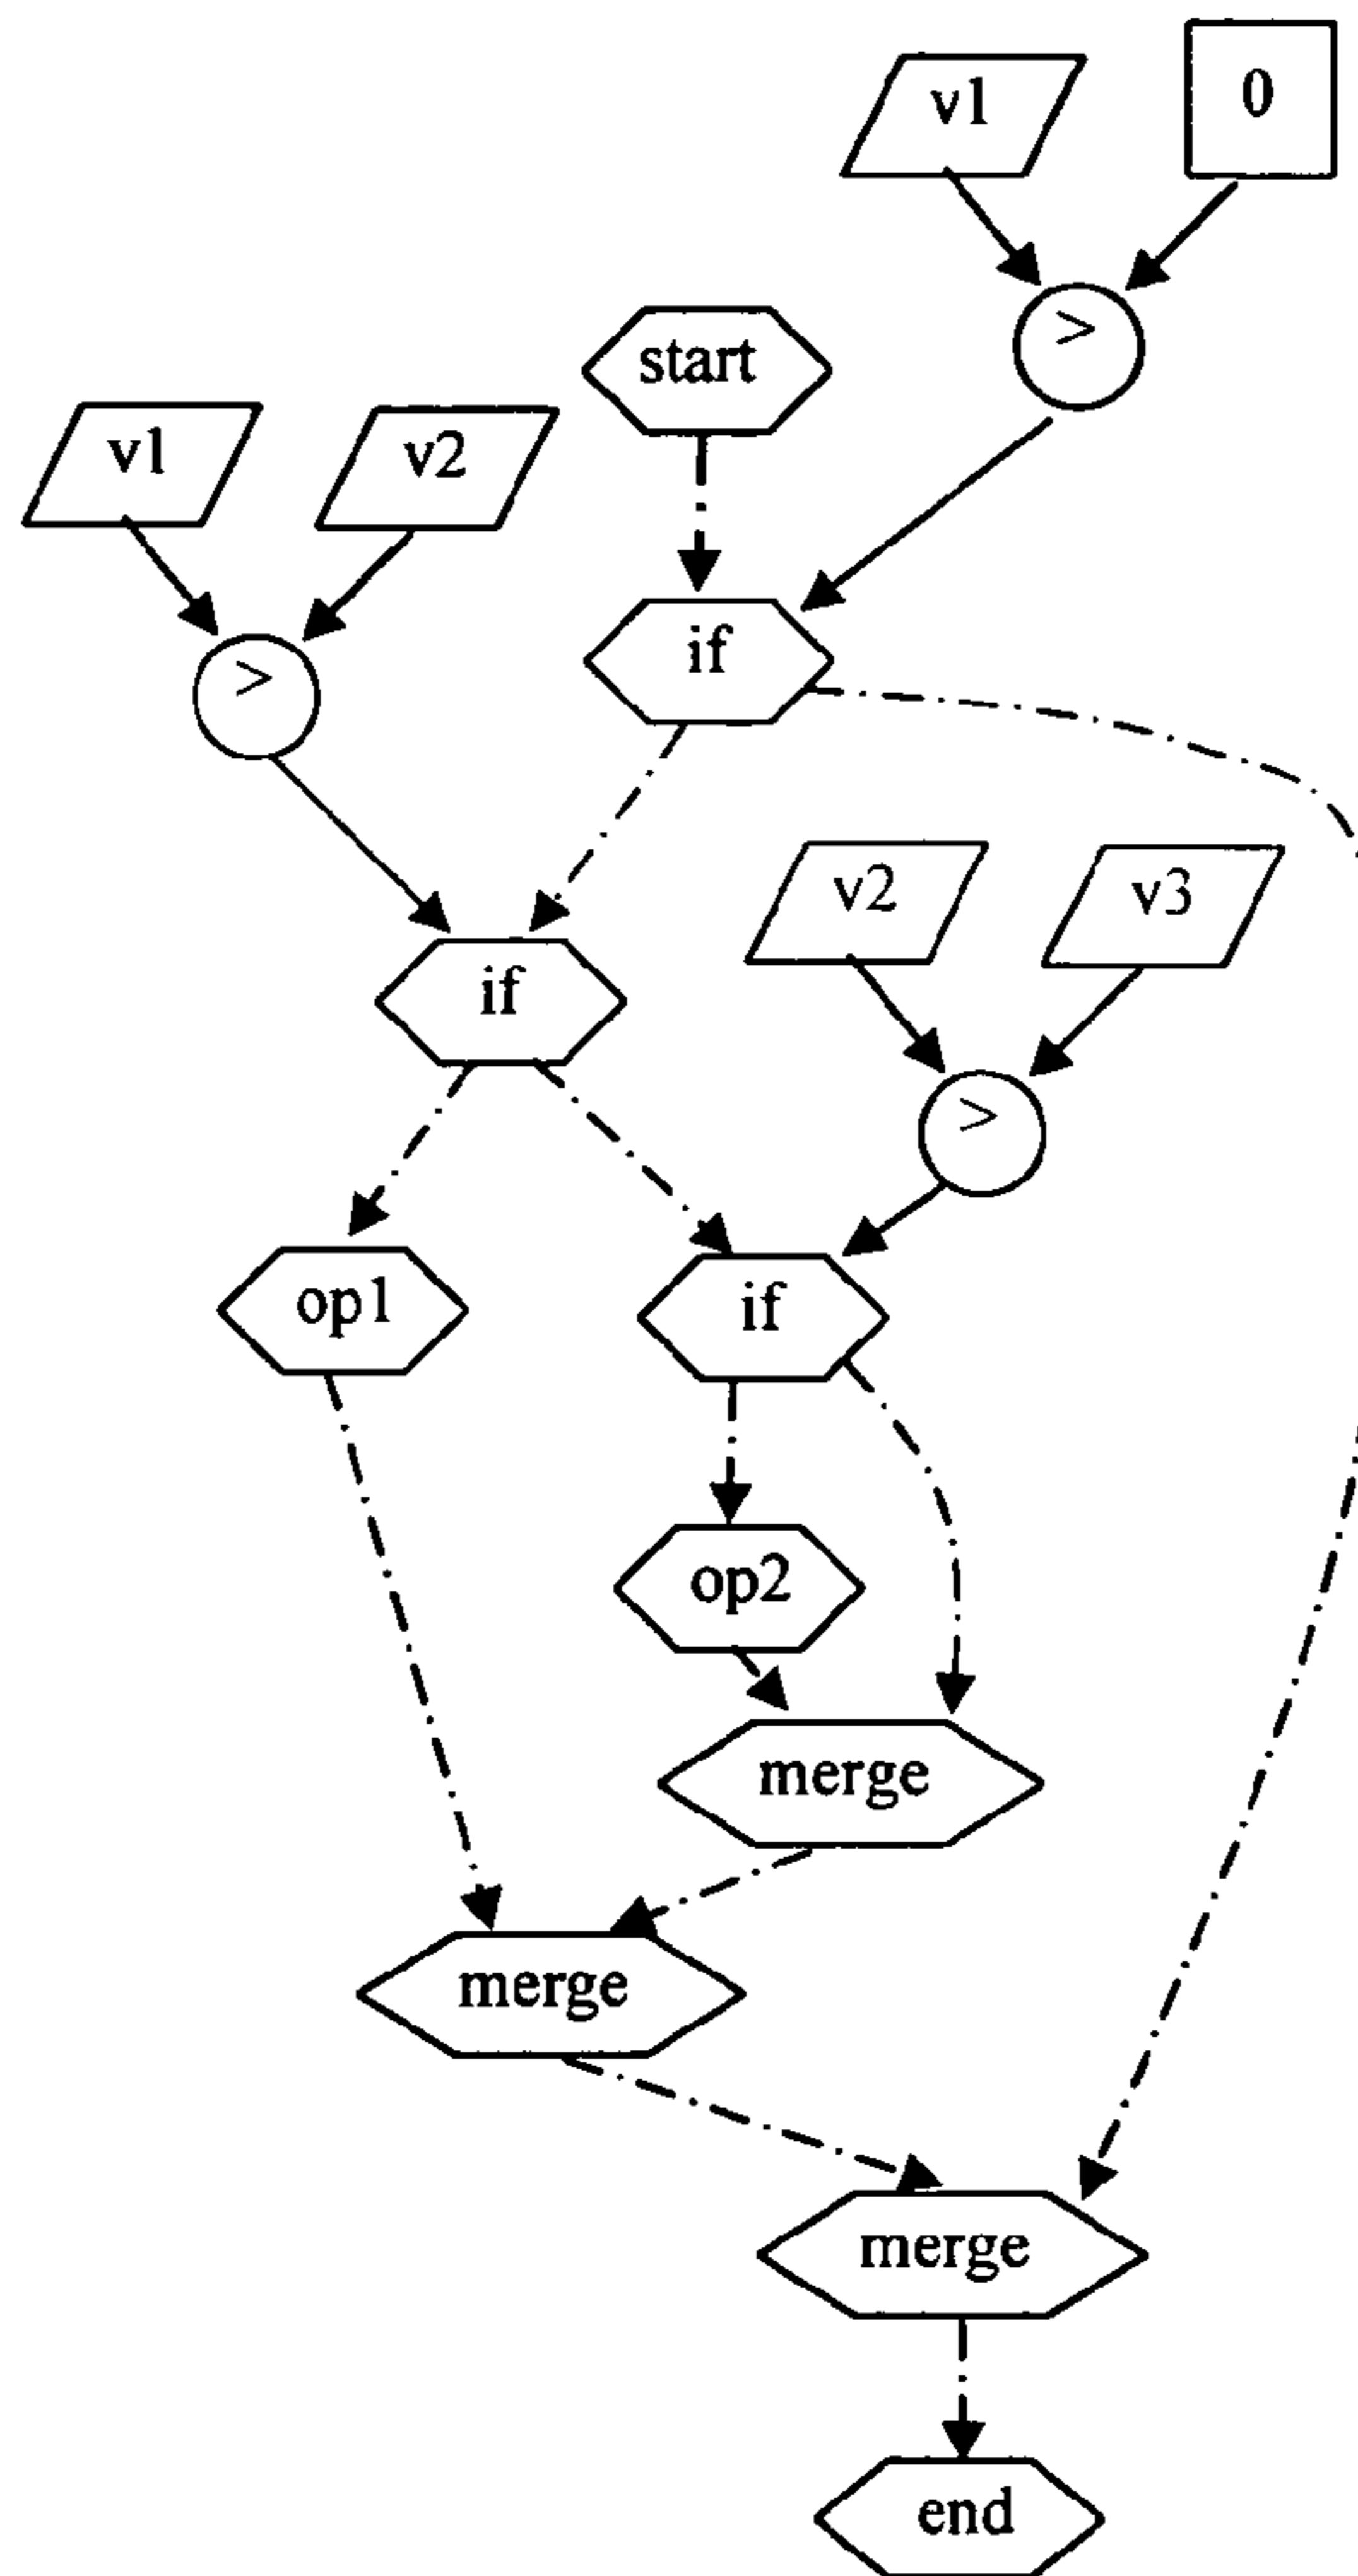 v1
0
>
start
v1
v2
if
>
v2
v3
if
>
op1
if
op2
merge
merge
merge
end